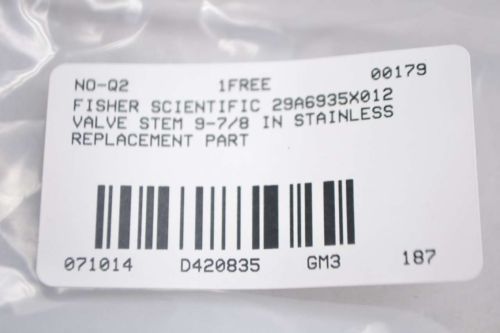 NO-Q2 1FREE 00179
FISHER SCIENTIFIC 29A6935X012
VALVE STEM 9-7/8 IN STAINLESS
REPLACEMENT PART
071014 D420835 GM3 187